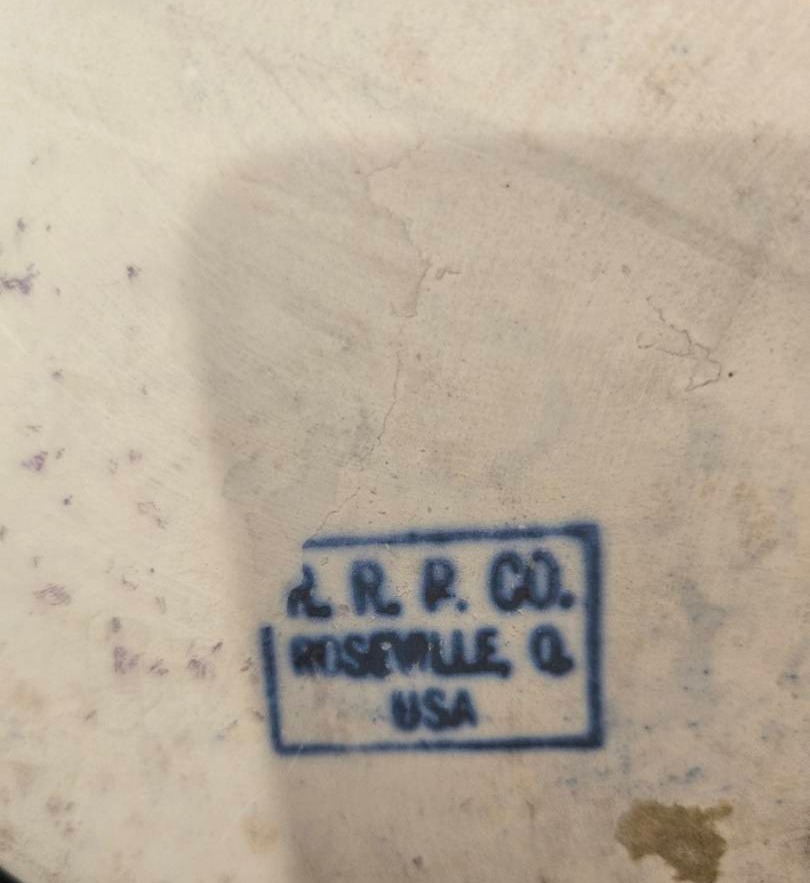 R. R. P. CO.
ROSEVILLE, O.
USA